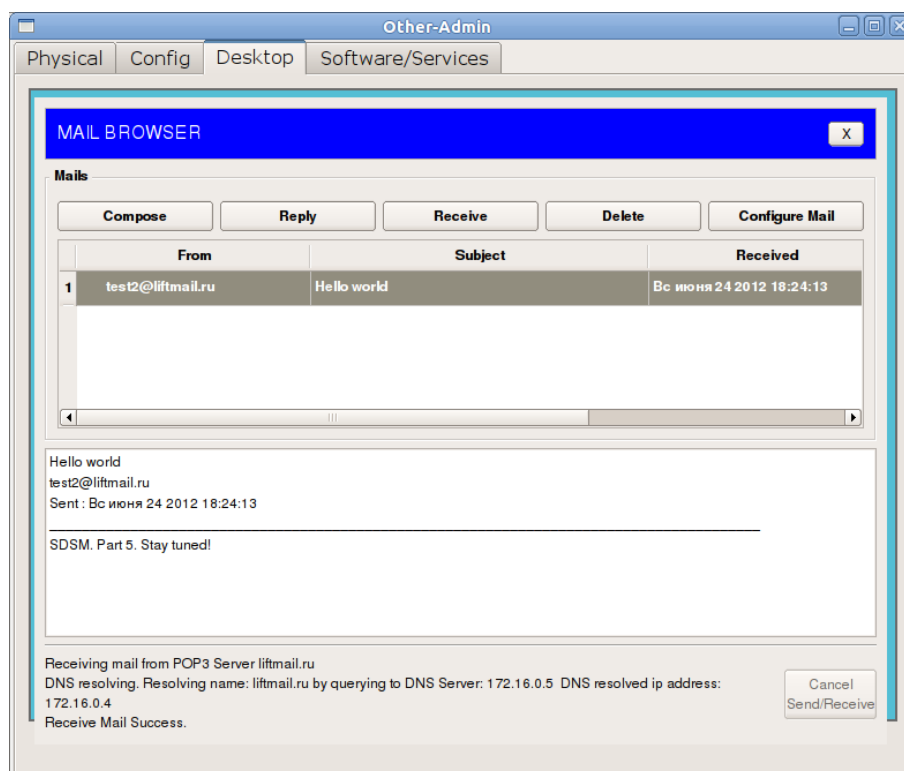 Other-Admin
Physical Config Desktop Software/Services
MAIL BROWSER X
Mails
Compose Reply Receive Delete Configure Mail
From Subject Received
1 test2@liftmail.ru Hello world Вс июня 24 2012 18:24:13
Hello world
test2@liftmail.ru
Sent : Вс июня 24 2012 18:24:13
SDSM. Part 5. Stay tuned!
Receiving mail from POP3 Server liftmail.ru
DNS resolving. Resolving name: liftmail.ru by querying to DNS Server: 172.16.0.5 DNS resolved ip address:
172.16.0.4
Receive Mail Success.
Cancel
Send/Receive